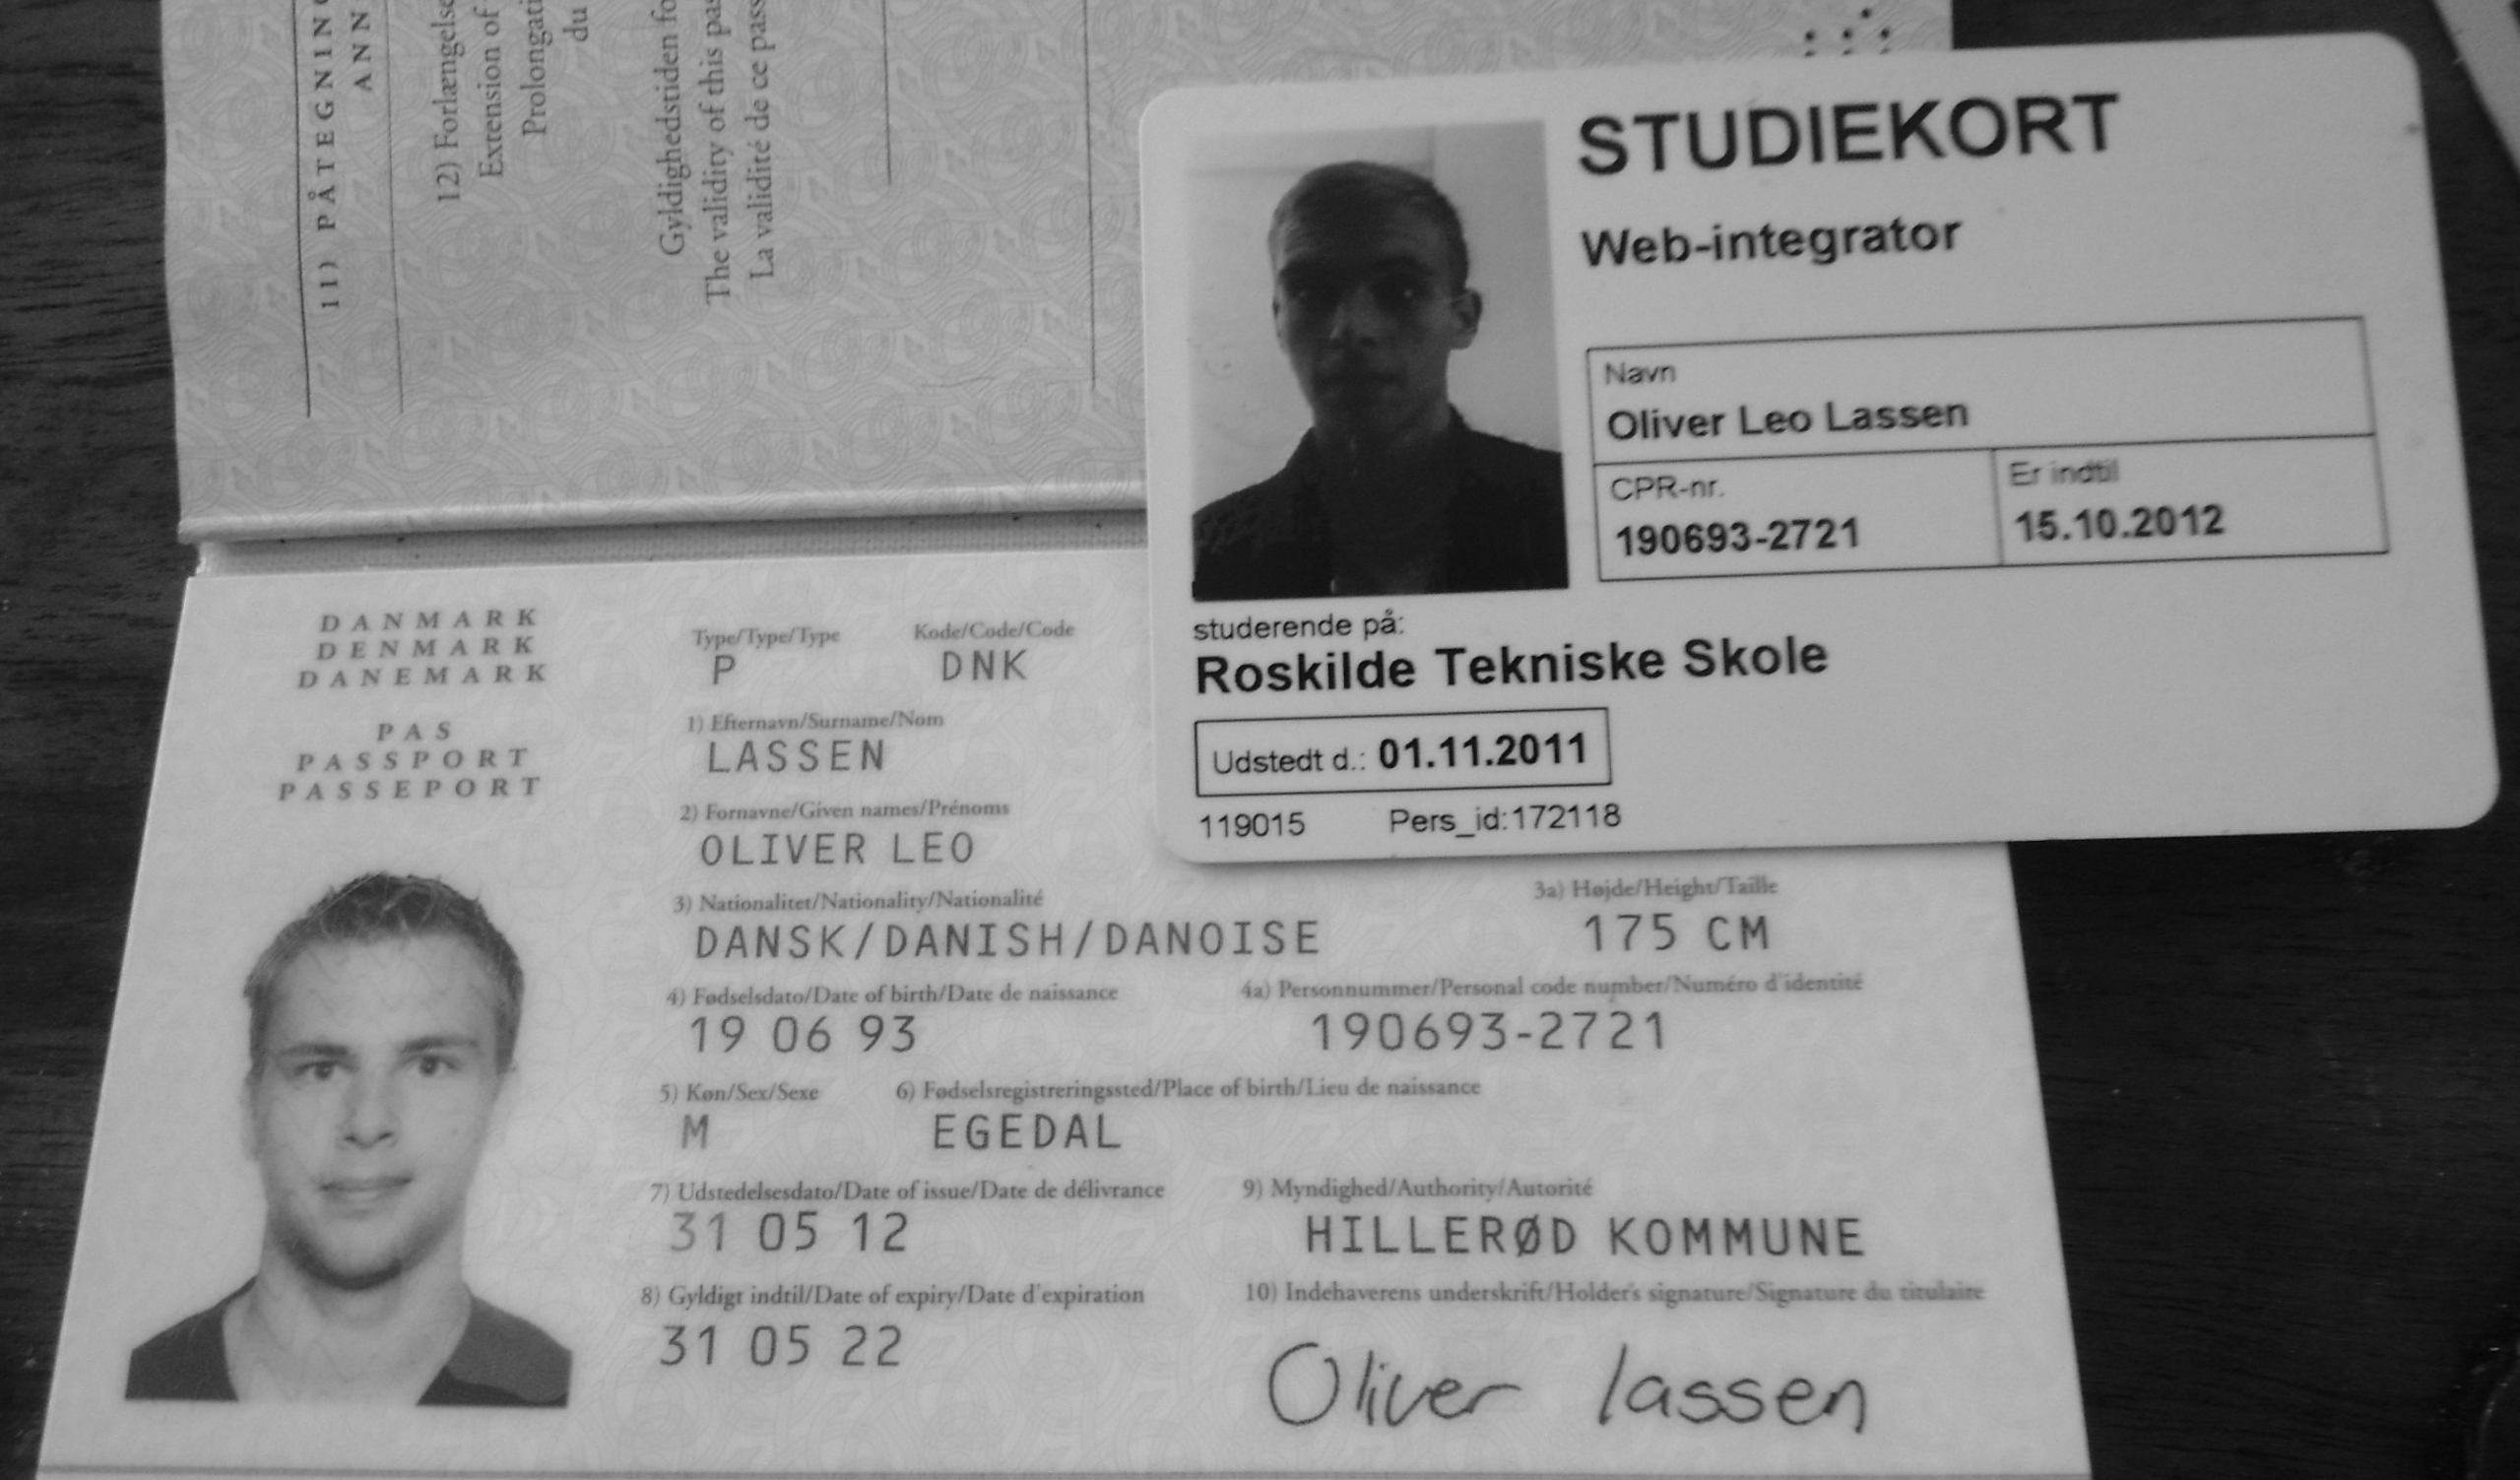 11) PÅTEGNING
ANN
12) Forlængelse
Extension of
Prolongati
du
Gyldighedstiden fo
The validity of this pas
La validité de ce pass
STUDIEKORT
Web-integrator
Navn
Oliver Leo Lassen
CPR-nr.
190693-2721
Er indtil
15.10.2012
studerende på:
Roskilde Tekniske Skole
Udstedt d.: 01.11.2011
119015 Pers_id:172118
DANMARK
DENMARK
DANEMARK
PAS
PASSPORT
PASSEPORT
Type/Type/Type Kode/Code/Code
P DNK
1) Efternavn/Surname/Nom
LASSEN
2) Fornavne/Given names/Prénoms
OLIVER LEO
3) Nationalitet/Nationality/Nationalité 3a) Højde/Height/Taille
DANSK/DANISH/DANOISE 175 CM
4) Fødselsdato/Date of birth/Date de naissance 4a) Personnummer/Personal code number/Numéro d'identité
19 06 93 190693-2721
5) Køn/Sex/Sexe 6) Fødselsregistreringssted/Place of birth/Lieu de naissance
M EGEDAL
7) Udstedelsesdato/Date of issue/Date de délivrance 9) Myndighed/Authority/Autorité
31 05 12 HILLERØD KOMMUNE
8) Gyldigt indtil/Date of expiry/Date d'expiration 10) Indehaverens underskrift/Holder's signature/Signature du titulaire
31 05 22 Oliver lassen